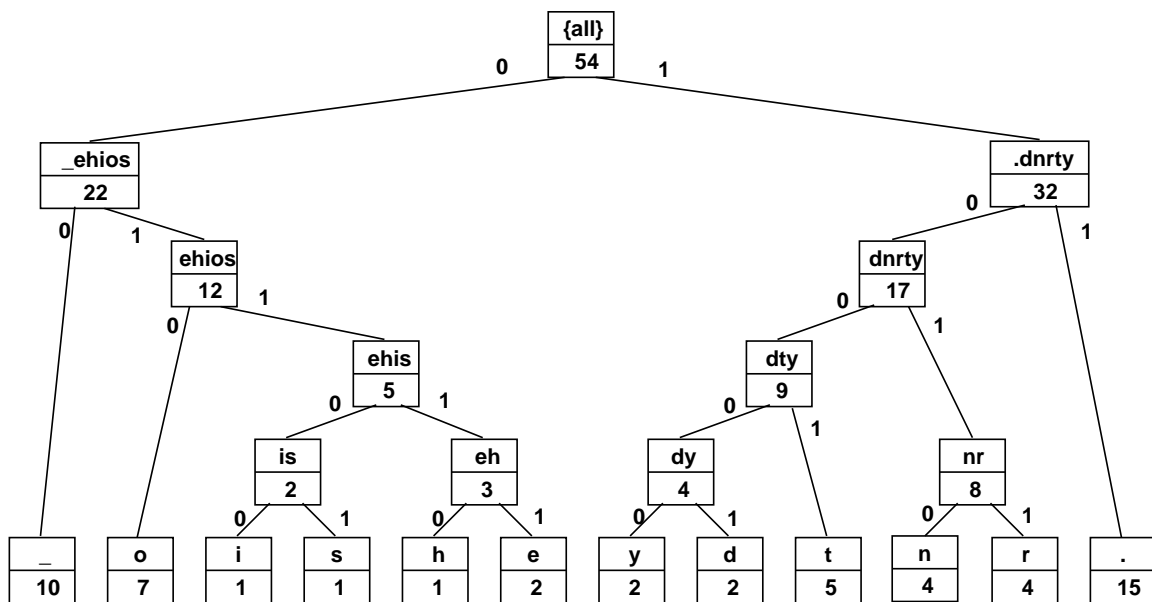 {all}
54
0 1
_ehios .dnrty
22 32
0 1 0 1
ehios dnrty
12 17
0 1 0 1
ehis dty
5 9
0 1 0 1
is eh dy nr
2 3 4 8
0 1 0 1 0 1 0 1
_ o i s h e y d t n r .
10 7 1 1 1 2 2 2 5 4 4 15